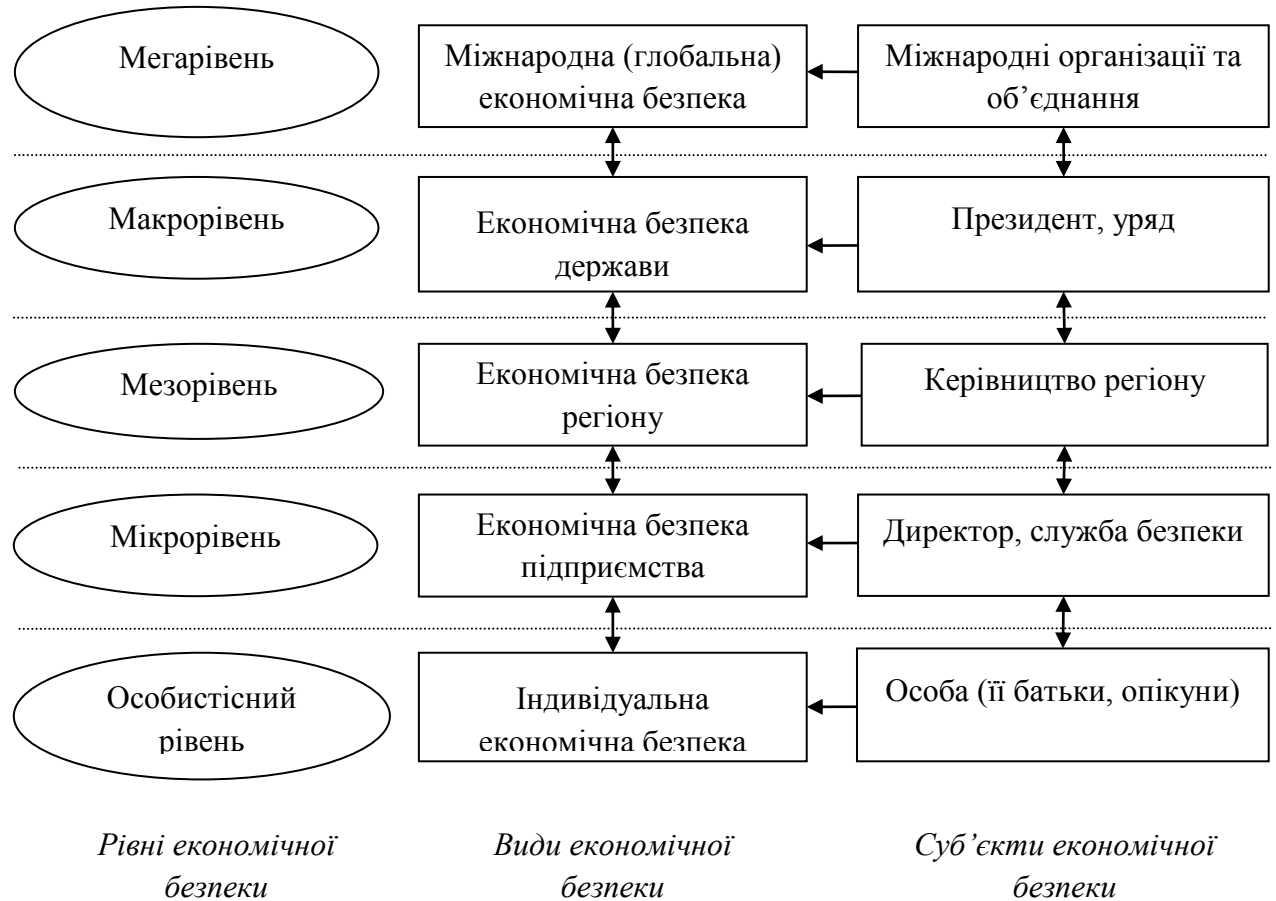 Мегарівень
Міжнародна (глобальна)
економічна безпека
Міжнародні організації та
об’єднання
Макрорівень
Економічна безпека
держави
Президент, уряд
Мезорівень
Економічна безпека
регіону
Керівництво регіону
Мікрорівень
Економічна безпека
підприємства
Директор, служба безпеки
Особистісний
рівень
Індивідуальна
економічна безпека
Особа (її батьки, опікуни)
Рівні економічної
безпеки
Види економічної
безпеки
Суб’єкти економічної
безпеки